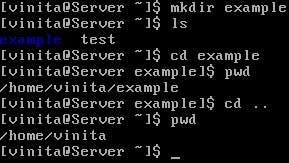 [vinita@Server ~]$ mkdir example
[vinita@Server ~]$ ls
example  test
[vinita@Server ~]$ cd example
[vinita@Server example]$ pwd
/home/vinita/example
[vinita@Server example]$ cd ..
[vinita@Server ~]$ pwd
/home/vinita
[vinita@Server ~]$ _